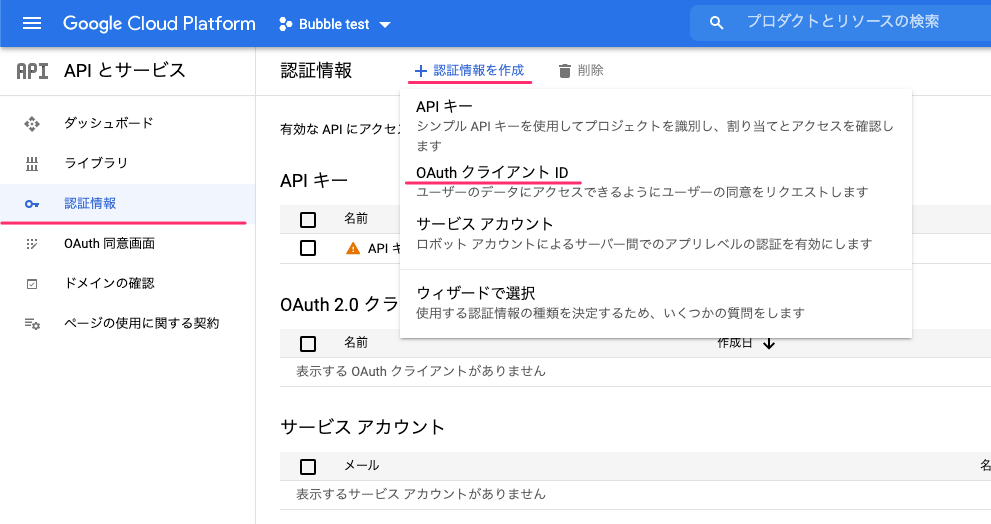 Google Cloud Platform
Bubble test
プロダクトとリソースの検索
API
API とサービス
認証情報
認証情報を作成
削除
ダッシュボード
ライブラリ
認証情報
OAuth 同意画面
ドメインの確認
ページの使用に関する契約
API キー
シンプル API キーを使用してプロジェクトを識別し、割り当てとアクセスを確認し
ます
OAuth クライアント ID
ユーザーのデータにアクセスできるようにユーザーの同意をリクエストします
サービス アカウント
ロボット アカウントによるサーバー間でのアプリレベルの認証を有効にします
ウィザードで選択
使用する認証情報の種類を決定するため、いくつかの質問をします
有効な API にアクセス
API キー
名前
API キ
OAuth 2.0 クラ
名前
作成日
表示する OAuth クライアントがありません
サービス アカウント
メール
名
表示するサービス アカウントがありません